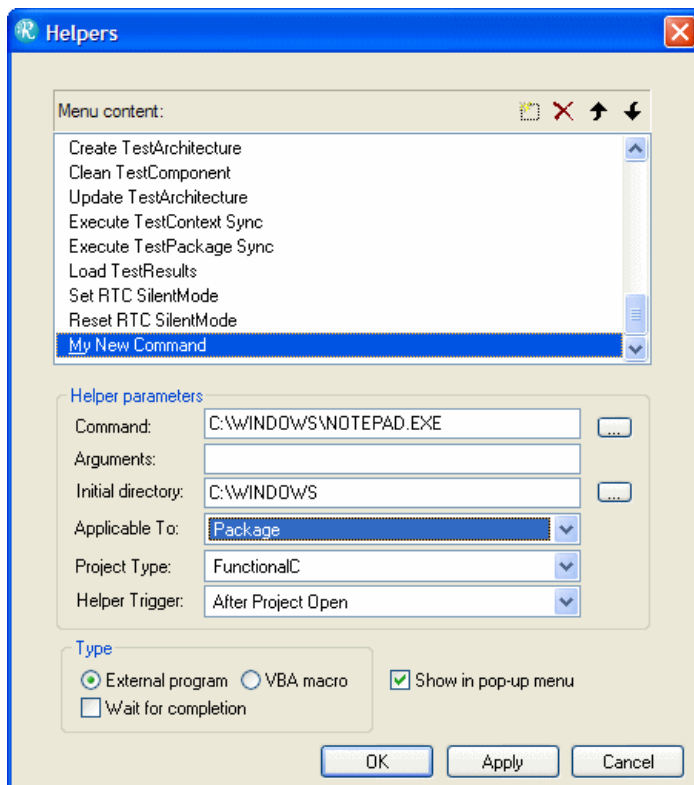 Helpers
Menu content:
Create TestArchitecture
Clean TestComponent
Update TestArchitecture
Execute TestContext Sync
Execute TestPackage Sync
Load TestResults
Set RTC SilentMode
Reset RTC SilentMode
My New Command
Helper parameters
Command: C:\WINDOWS\NOTEPAD.EXE ...
Arguments:
Initial directory: C:\WINDOWS ...
Applicable To: Package
Project Type: FunctionalC
Helper Trigger: After Project Open
Type
External program VBA macro Show in pop-up menu
Wait for completion
OK Apply Cancel